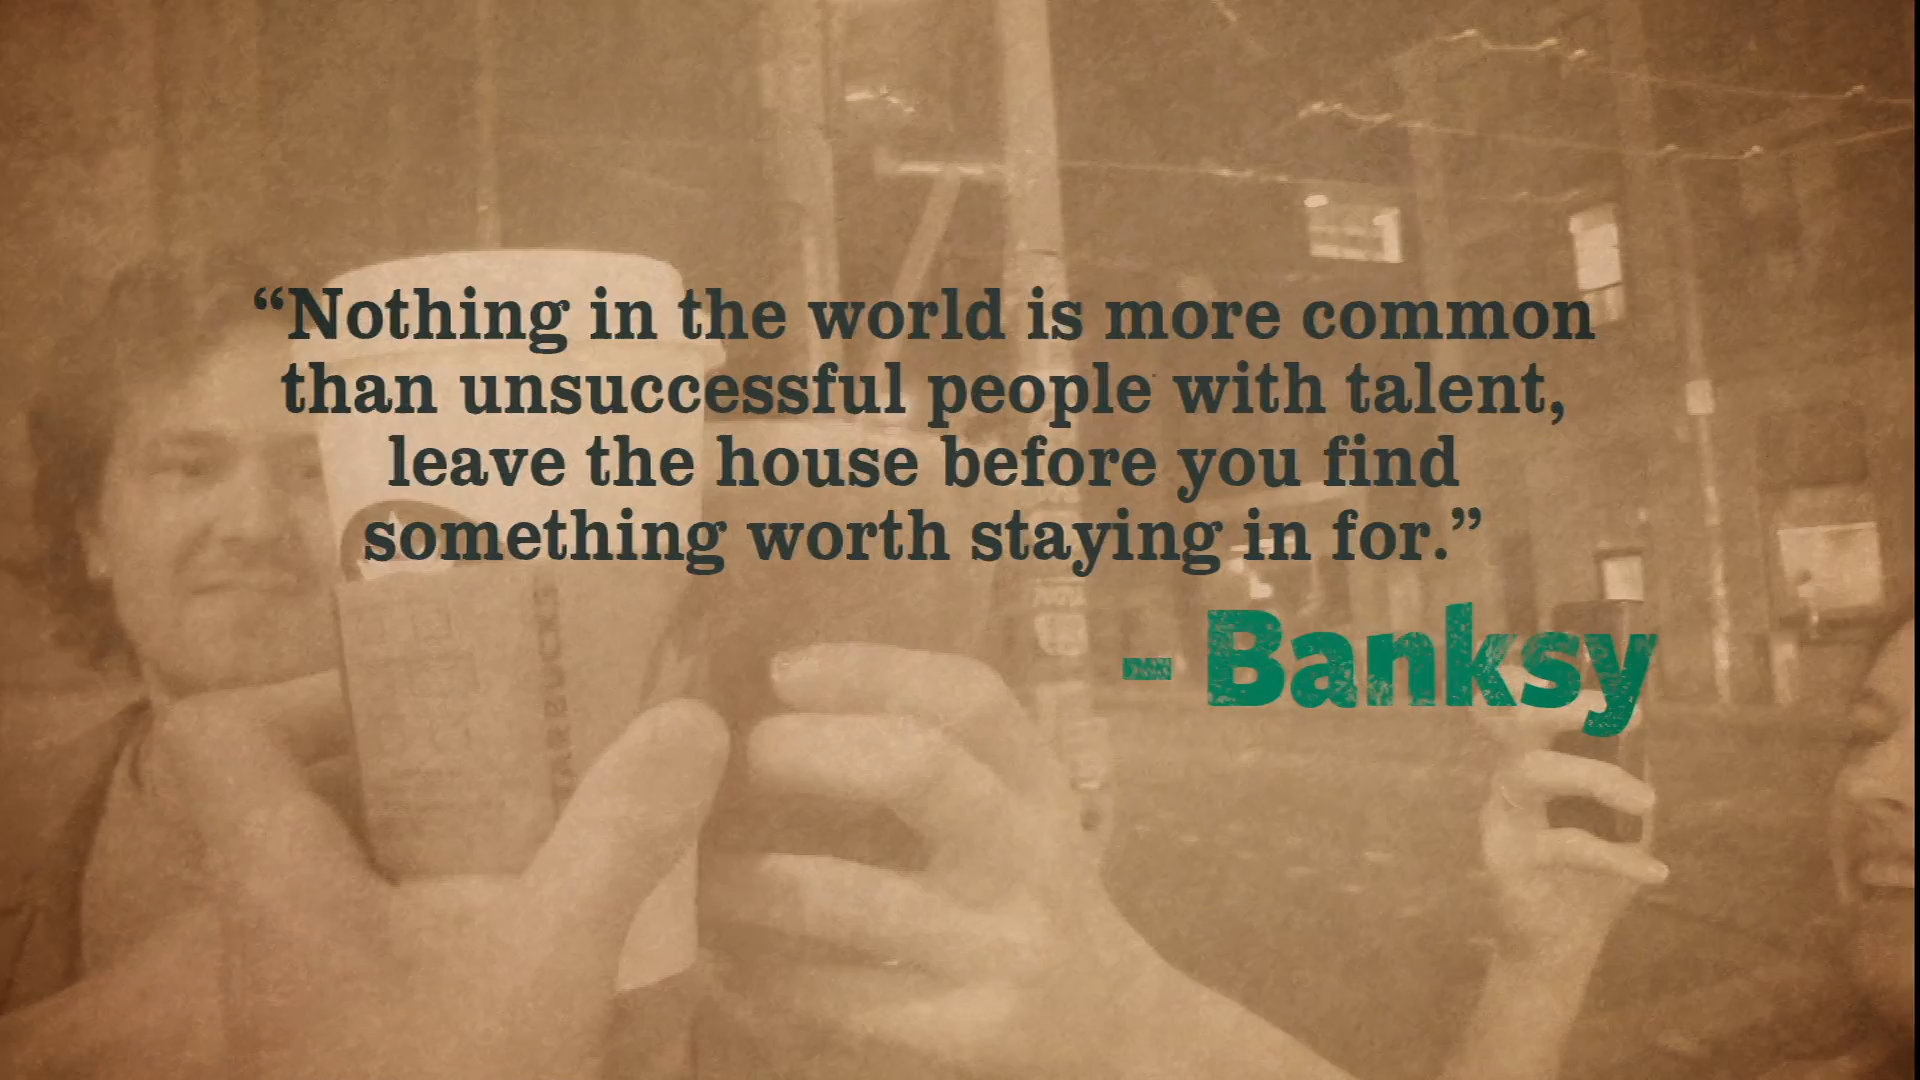 “Nothing in the world is more common
than unsuccessful people with talent,
leave the house before you find
something worth staying in for.”
- Banksy